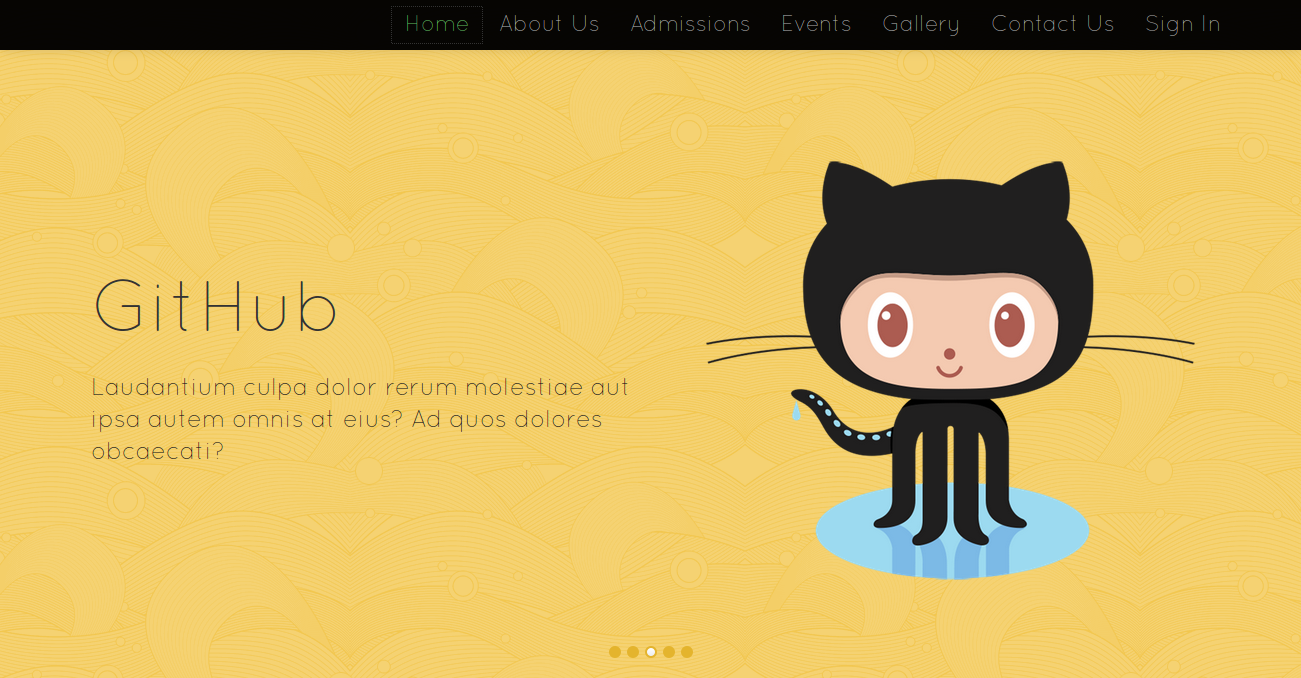 Home About Us Admissions Events Gallery Contact Us Sign In
GitHub
Laudantium culpa dolor rerum molestiae aut
ipsa autem omnis at eius? Ad quos dolores
obcaecati?